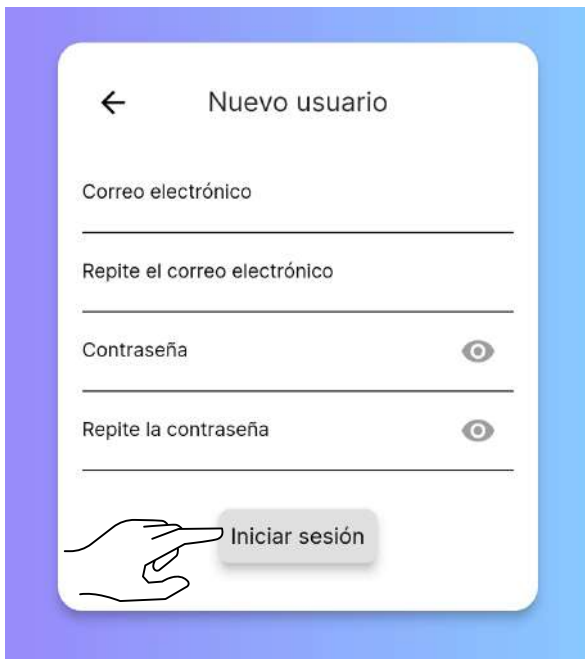 Nuevo usuario
Correo electrónico
Repite el correo electrónico
Contraseña
Repite la contraseña
Iniciar sesión